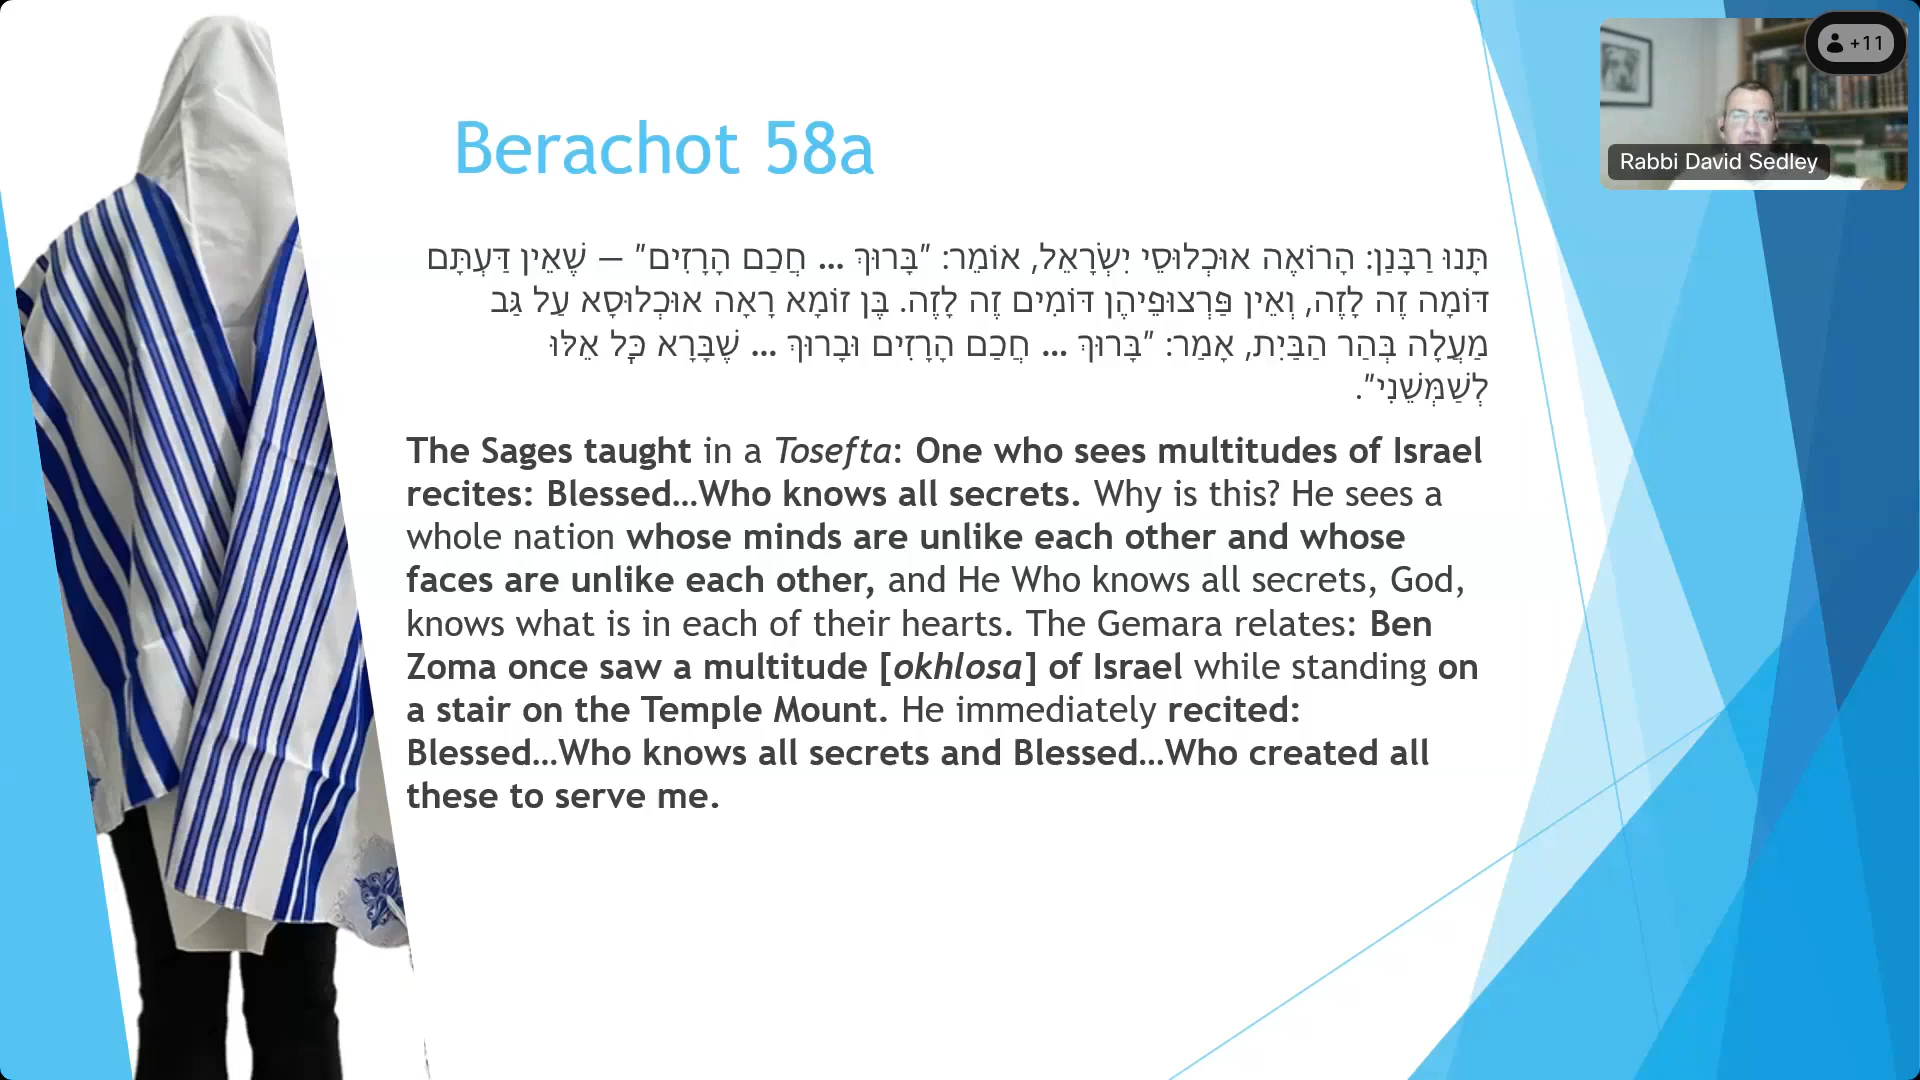 Berachot 58a
+11
Rabbi David Sedley
תָּנוּ רַבָּנַן: הָרוֹאֶה אוּכְלוּסֵי יִשְׂרָאֵל, אוֹמֵר: ״בָּרוּךְ ... חֲכַם הָרָזִים״ — שֶׁאֵין דַּעְתָּם
דּוֹמָה זֶה לָזֶה, וְאֵין פַּרְצוּפֵיהֶן דּוֹמִים זֶה לָזֶה. בֶּן זוֹמָא רָאָה אוּכְלוּסָא עַל גַּב
מַעֲלָה בְּהַר הַבַּיִת, אָמַר: ״בָּרוּךְ ... חֲכַם הָרָזִים וּבָרוּךְ ... שֶׁבָּרָא כׇּל אֵלּוּ
לְשַׁמְּשֵׁנִי״.
The Sages taught in a Tosefta: One who sees multitudes of Israel
recites: Blessed…Who knows all secrets. Why is this? He sees a
whole nation whose minds are unlike each other and whose
faces are unlike each other, and He Who knows all secrets, God,
knows what is in each of their hearts. The Gemara relates: Ben
Zoma once saw a multitude [okhlosa] of Israel while standing on
a stair on the Temple Mount. He immediately recited:
Blessed…Who knows all secrets and Blessed…Who created all
these to serve me.